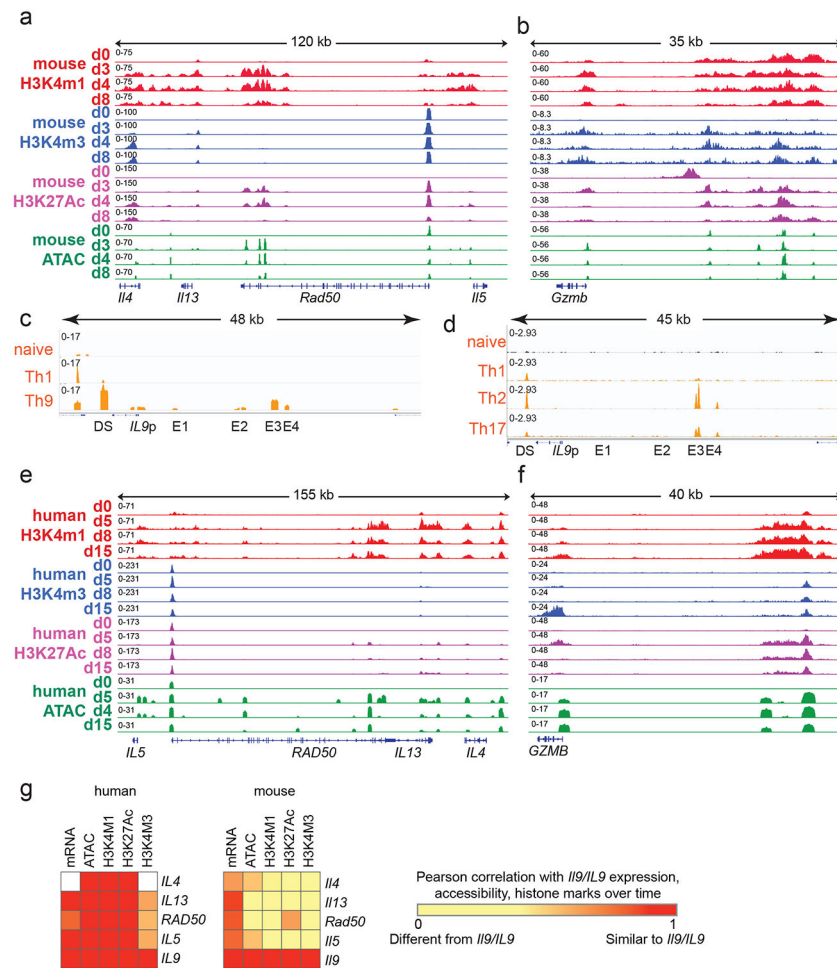 a
120 kb
mouse H3K4m1
d0 0-75
d3 0-75
d4 0-75
d8 0-75
mouse H3K4m3
d0 0-100
d3 0-100
d4 0-100
d8 0-100
mouse H3K27Ac
d0 0-150
d3 0-150
d4 0-150
d8 0-150
mouse ATAC
d0 0-70
d3 0-70
d4 0-70
d8 0-70
Il4 Il13 Rad50 Il5
b
35 kb
0-60
0-60
0-60
0-60
0-8.3
0-8.3
0-8.3
0-8.3
0-38
0-38
0-38
0-38
0-56
0-56
0-56
0-56
Gzmb
c
48 kb
naive 0-17
Th1 0-17
Th9 0-17
DS IL9p E1 E2 E3 E4
d
45 kb
naive 0-2.93
Th1 0-2.93
Th2 0-2.93
Th17 0-2.93
DS IL9p E1 E2 E3E4
e
155 kb
human H3K4m1
d0 0-71
d5 0-71
d8 0-71
d15 0-71
human H3K4m3
d0 0-231
d5 0-231
d8 0-231
d15 0-231
human H3K27Ac
d0 0-173
d5 0-173
d8 0-173
d15 0-173
human ATAC
d0 0-31
d5 0-31
d4 0-31
d15 0-31
IL5 RAD50 IL13 IL4
f
40 kb
0-48
0-48
0-48
0-48
0-24
0-24
0-24
0-24
0-48
0-48
0-48
0-48
0-17
0-17
0-17
0-17
GZMB
g
human
mRNA ATAC H3K4M1 H3K27Ac H3K4M3
IL4
IL13
RAD50
IL5
IL9
mouse
mRNA ATAC H3K4M1 H3K27Ac H3K4M3
Il4
Il13
Rad50
Il5
Il9
Pearson correlation with Il9/IL9 expression,
accessibility, histone marks over time
0 1
Different from Il9/IL9 Similar to Il9/IL9